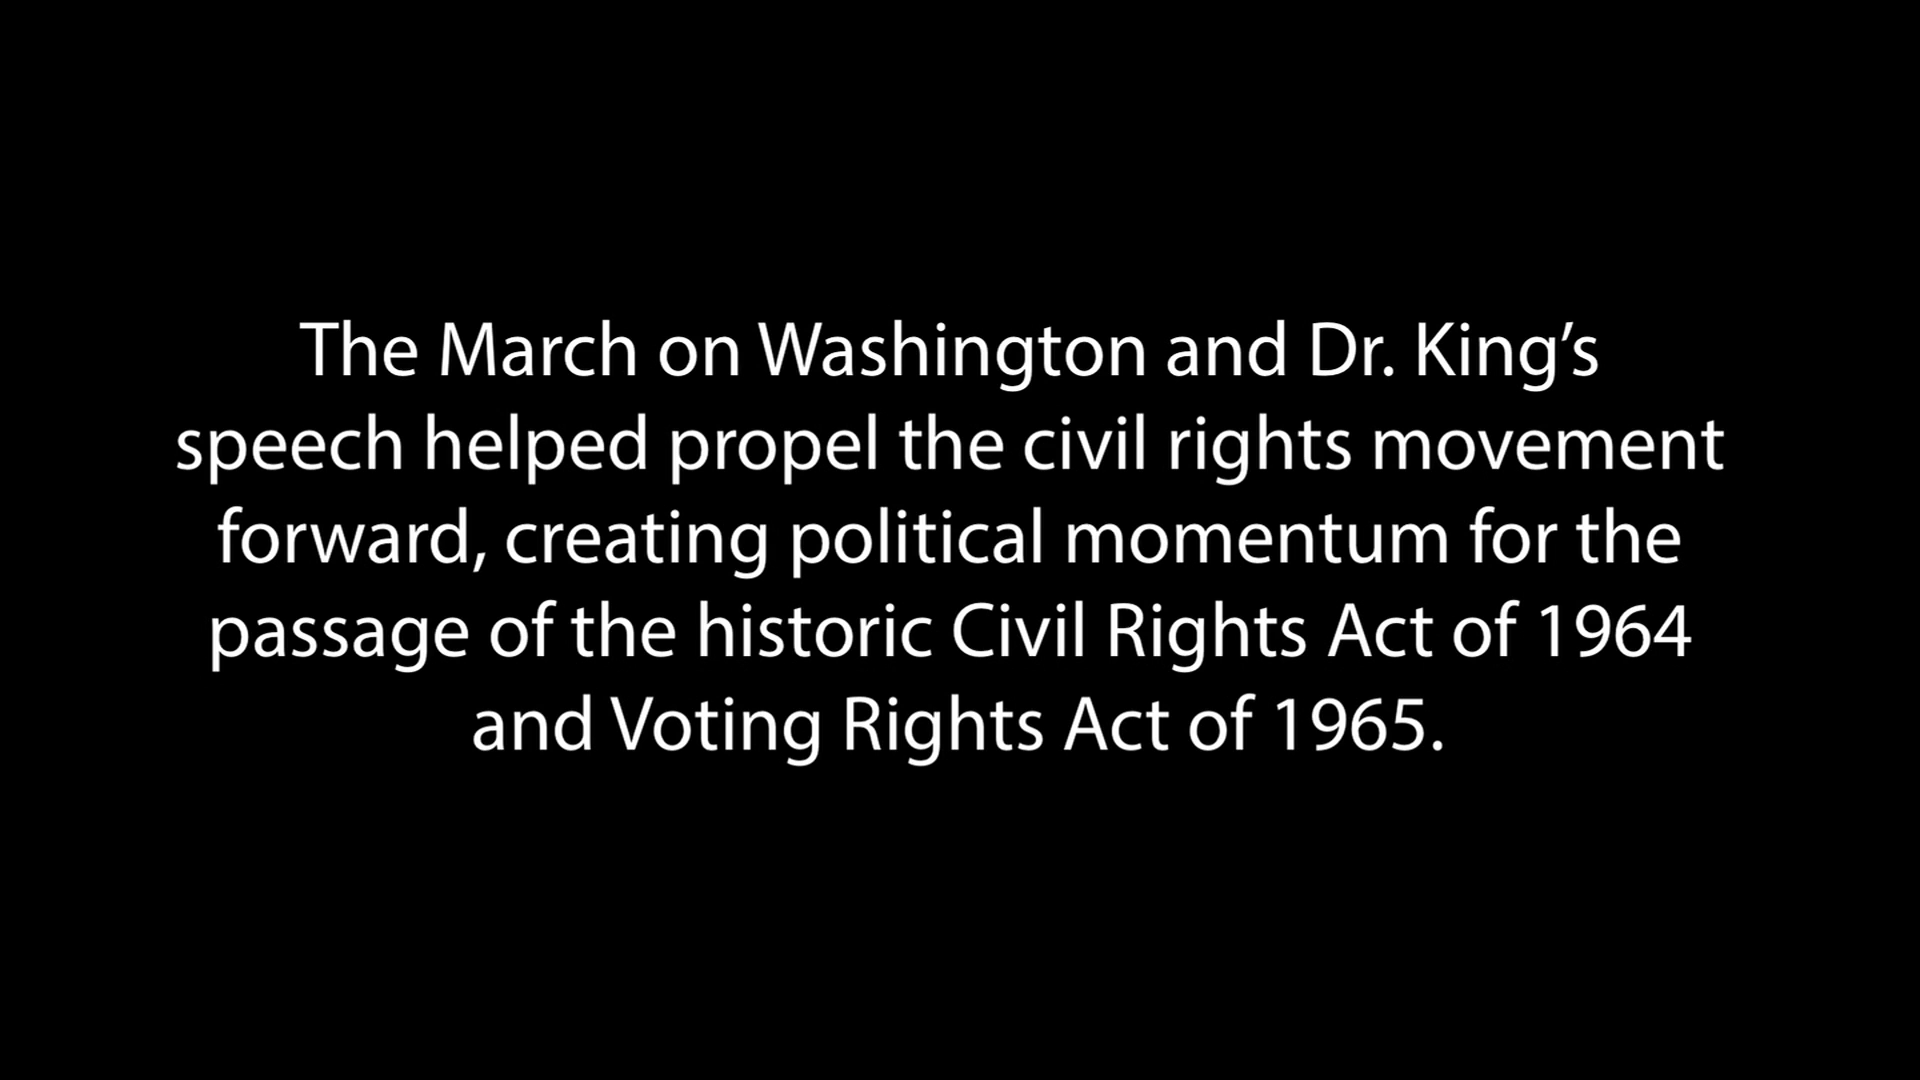 The March on Washington and Dr. King’s
speech helped propel the civil rights movement
forward, creating political momentum for the
passage of the historic Civil Rights Act of 1964
and Voting Rights Act of 1965.